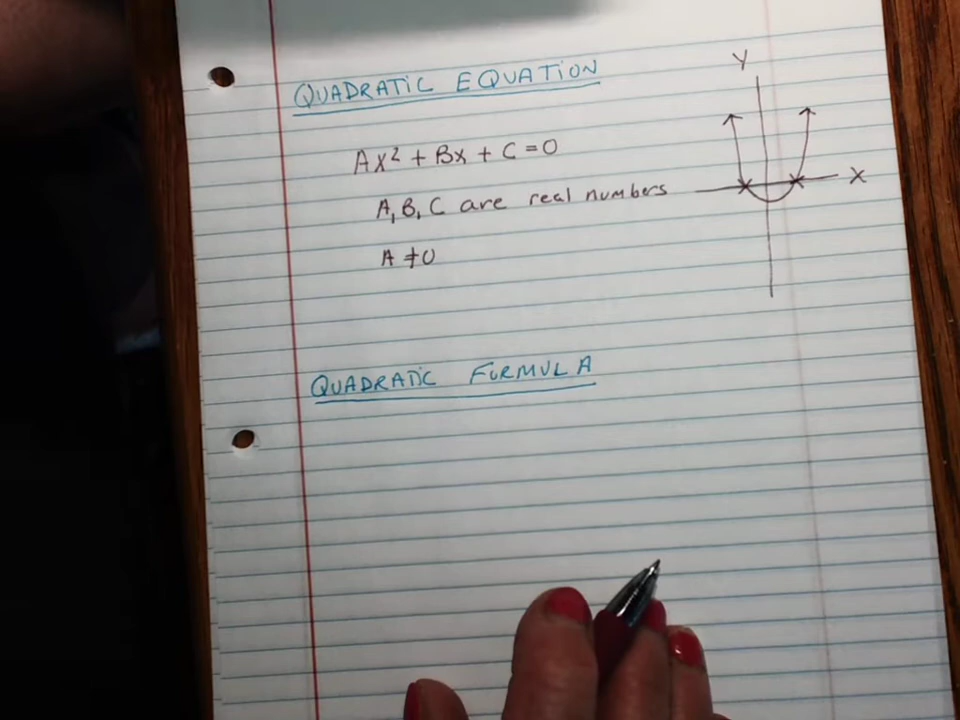 QUADRATIC EQUATION
Y
Ax² + Bx + C = 0
X
A, B, C are real numbers
A ≠ 0
QUADRATIC FORMULA